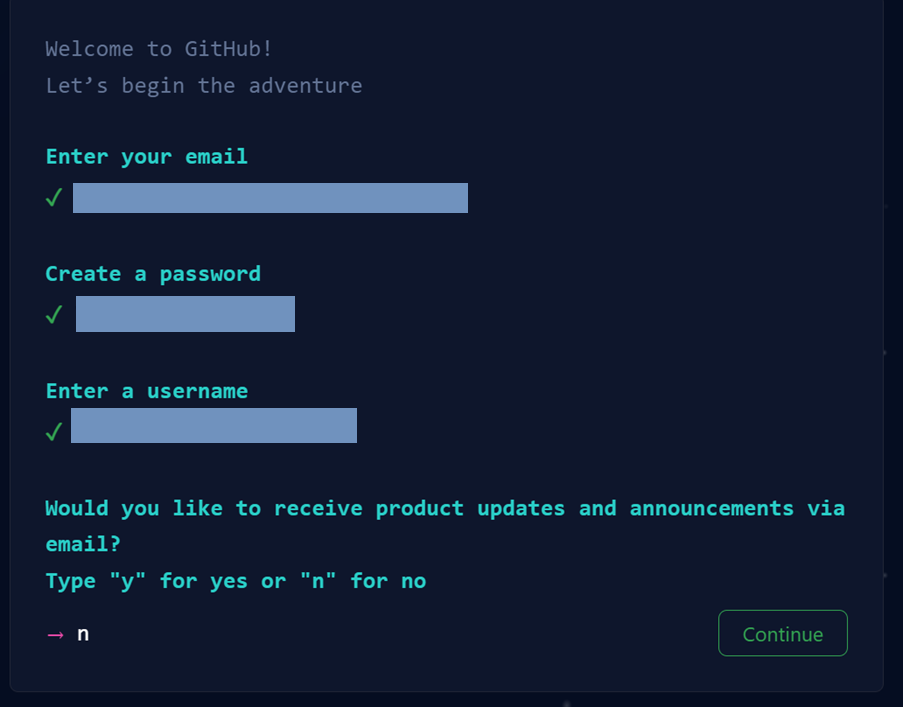 Welcome to GitHub!
Let’s begin the adventure
Enter your email
✓
Create a password
✓
Enter a username
✓
Would you like to receive product updates and announcements via
email?
Type "y" for yes or "n" for no
→ n
Continue